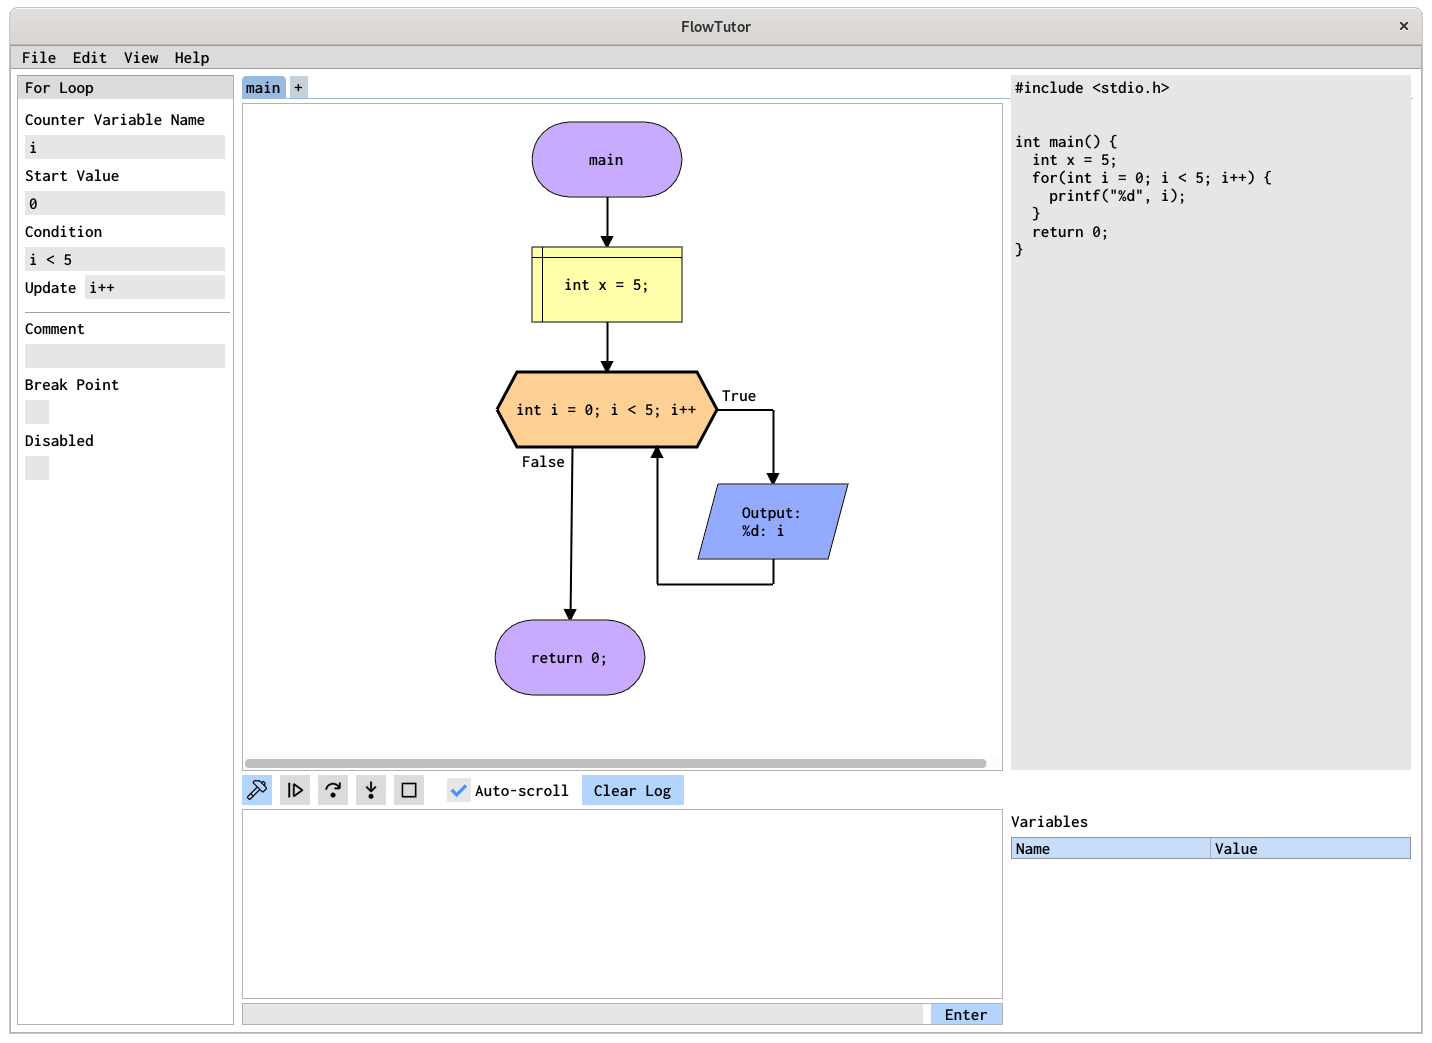 FlowTutor
File Edit View Help
For Loop
Counter Variable Name
i
Start Value
0
Condition
i < 5
Update i++
Comment
Break Point
Disabled
main +
main
int x = 5;
int i = 0; i < 5; i++
True
False
Output:
%d: i
return 0;
#include <stdio.h>
int main() {
  int x = 5;
  for(int i = 0; i < 5; i++) {
    printf("%d", i);
  }
  return 0;
}
Auto-scroll Clear Log
Variables
Name Value
Enter